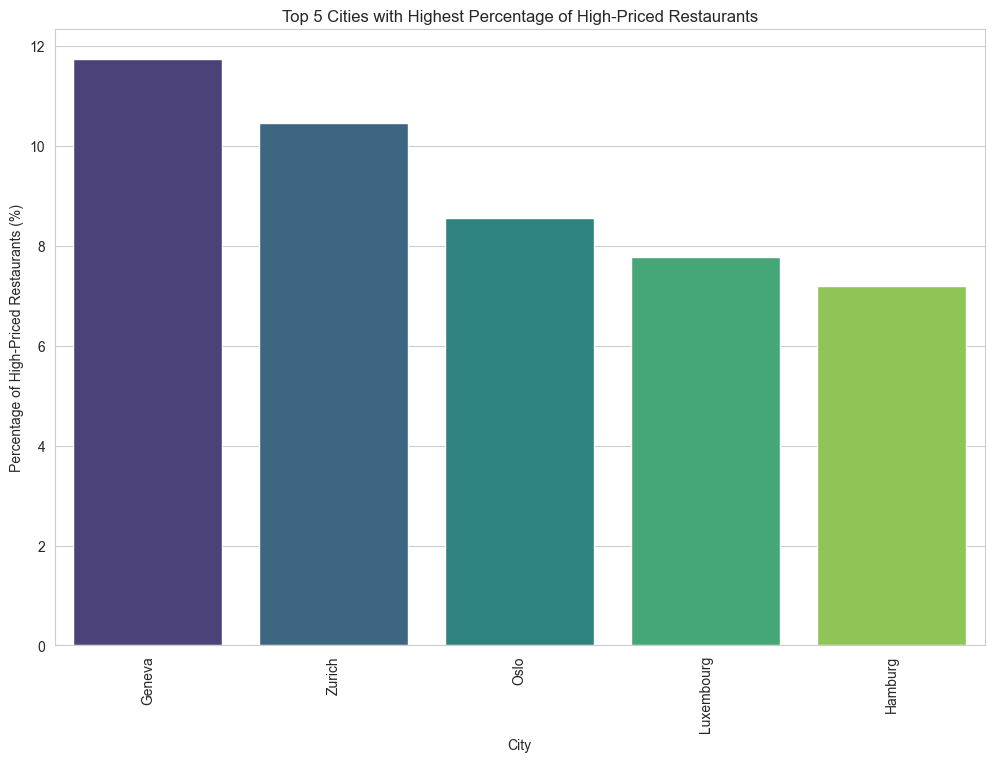 Top 5 Cities with Highest Percentage of High-Priced Restaurants
Percentage of High-Priced Restaurants (%)
12
10
8
6
4
2
0
Geneva
Zurich
Oslo
Luxembourg
Hamburg
City